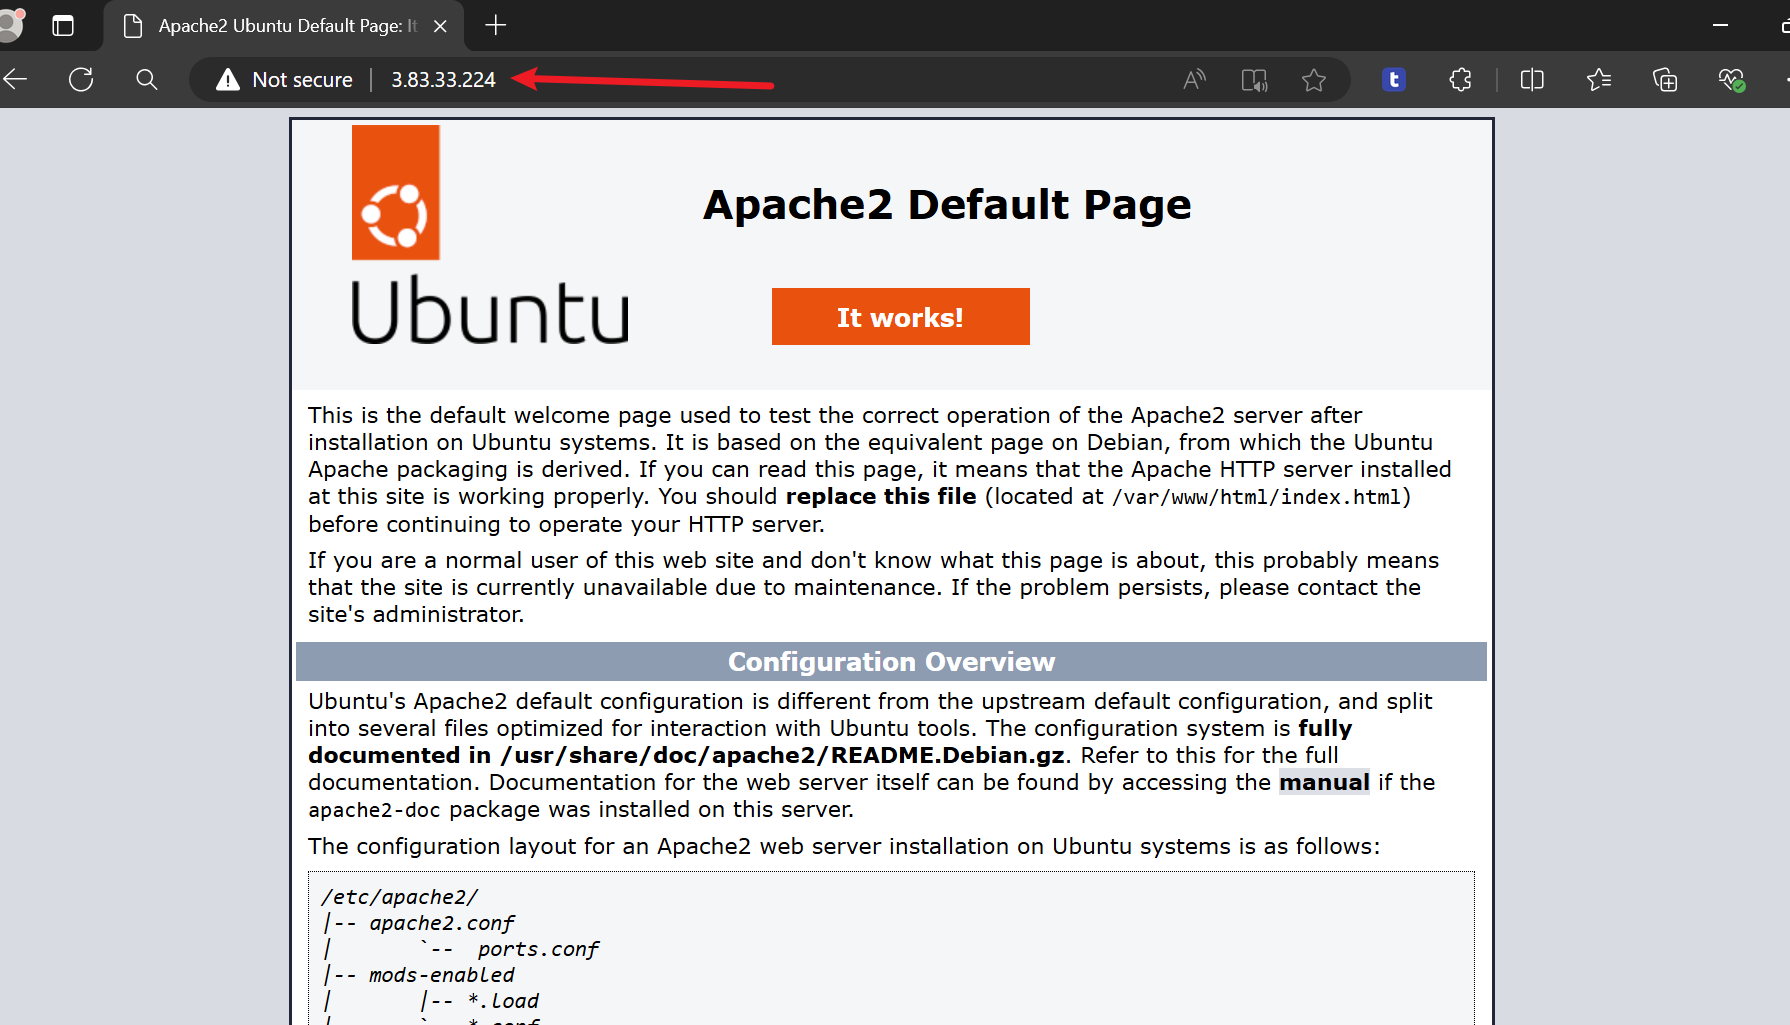 Apache2 Ubuntu Default Page: It
Not secure 3.83.33.224
Ubuntu
Apache2 Default Page
It works!
This is the default welcome page used to test the correct operation of the Apache2 server after
installation on Ubuntu systems. It is based on the equivalent page on Debian, from which the Ubuntu
Apache packaging is derived. If you can read this page, it means that the Apache HTTP server installed
at this site is working properly. You should replace this file (located at /var/www/html/index.html)
before continuing to operate your HTTP server.
If you are a normal user of this web site and don't know what this page is about, this probably means
that the site is currently unavailable due to maintenance. If the problem persists, please contact the
site's administrator.
Configuration Overview
Ubuntu's Apache2 default configuration is different from the upstream default configuration, and split
into several files optimized for interaction with Ubuntu tools. The configuration system is fully
documented in /usr/share/doc/apache2/README.Debian.gz. Refer to this for the full
documentation. Documentation for the web server itself can be found by accessing the manual if the
apache2-doc package was installed on this server.
The configuration layout for an Apache2 web server installation on Ubuntu systems is as follows:
/etc/apache2/
|-- apache2.conf
|       `--  ports.conf
|-- mods-enabled
|       |-- *.load
|       `-- *.conf